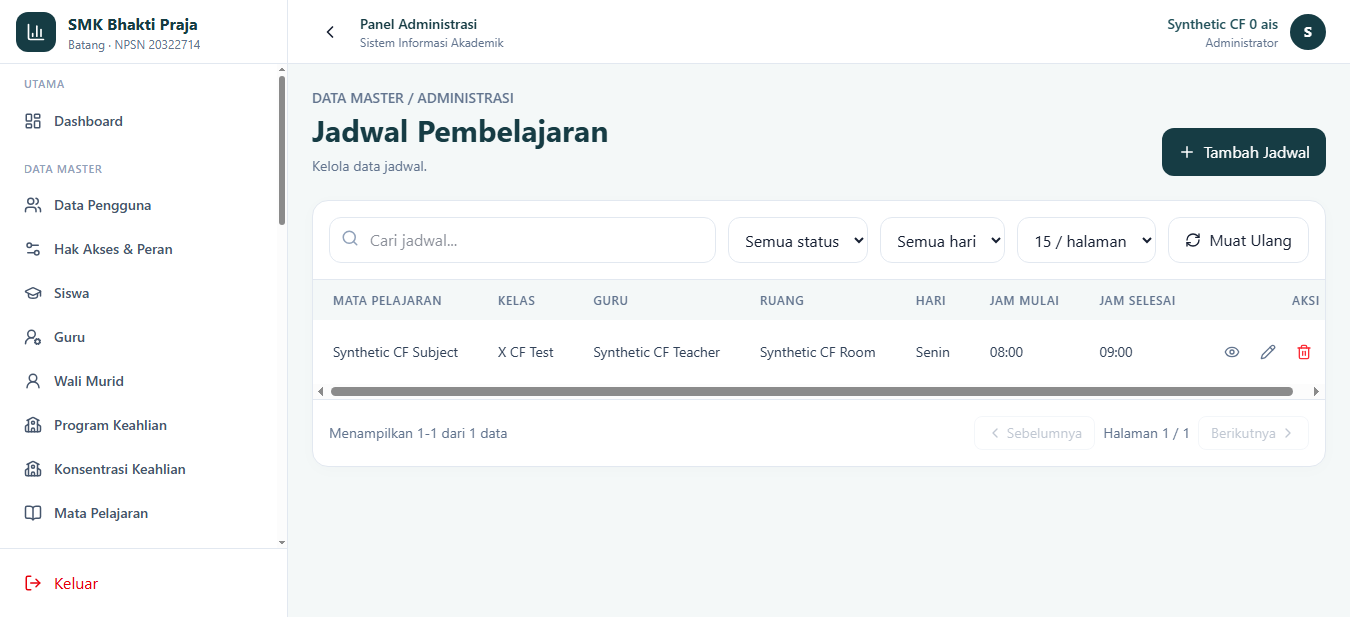 SMK Bhakti Praja
Batang · NPSN 20322714
Panel Administrasi
Sistem Informasi Akademik
Synthetic CF 0 ais
Administrator
S
UTAMA
Dashboard
DATA MASTER
Data Pengguna
Hak Akses & Peran
Siswa
Guru
Wali Murid
Program Keahlian
Konsentrasi Keahlian
Mata Pelajaran
Keluar
DATA MASTER / ADMINISTRASI
Jadwal Pembelajaran
Kelola data jadwal.
+ Tambah Jadwal
Cari jadwal... Semua status Semua hari 15 / halaman Muat Ulang
MATA PELAJARAN KELAS GURU RUANG HARI JAM MULAI JAM SELESAI AKSI
Synthetic CF Subject X CF Test Synthetic CF Teacher Synthetic CF Room Senin 08:00 09:00
Menampilkan 1-1 dari 1 data Sebelumnya Halaman 1 / 1 Berikutnya